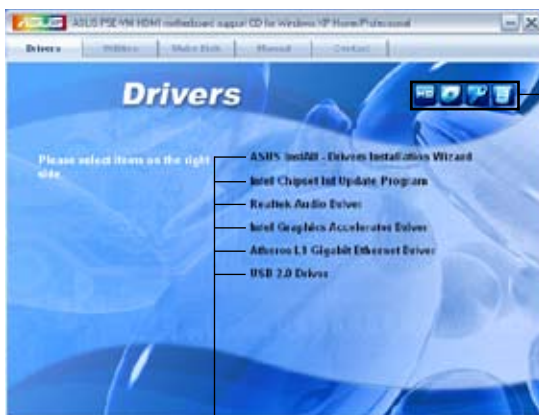 ASUS P5E-VM HDMI motherboard support CD for Windows XP Home/Professional
Drivers Utilities Make Disk Manual Contact
Drivers
Please select items on the right side.
ASUS InstAll - Drivers Installation Wizard
Intel Chipset Inf Update Program
Realtek Audio Driver
Intel Graphics Accelerator Driver
Atheros L1 Gigabit Ethernet Driver
USB 2.0 Driver